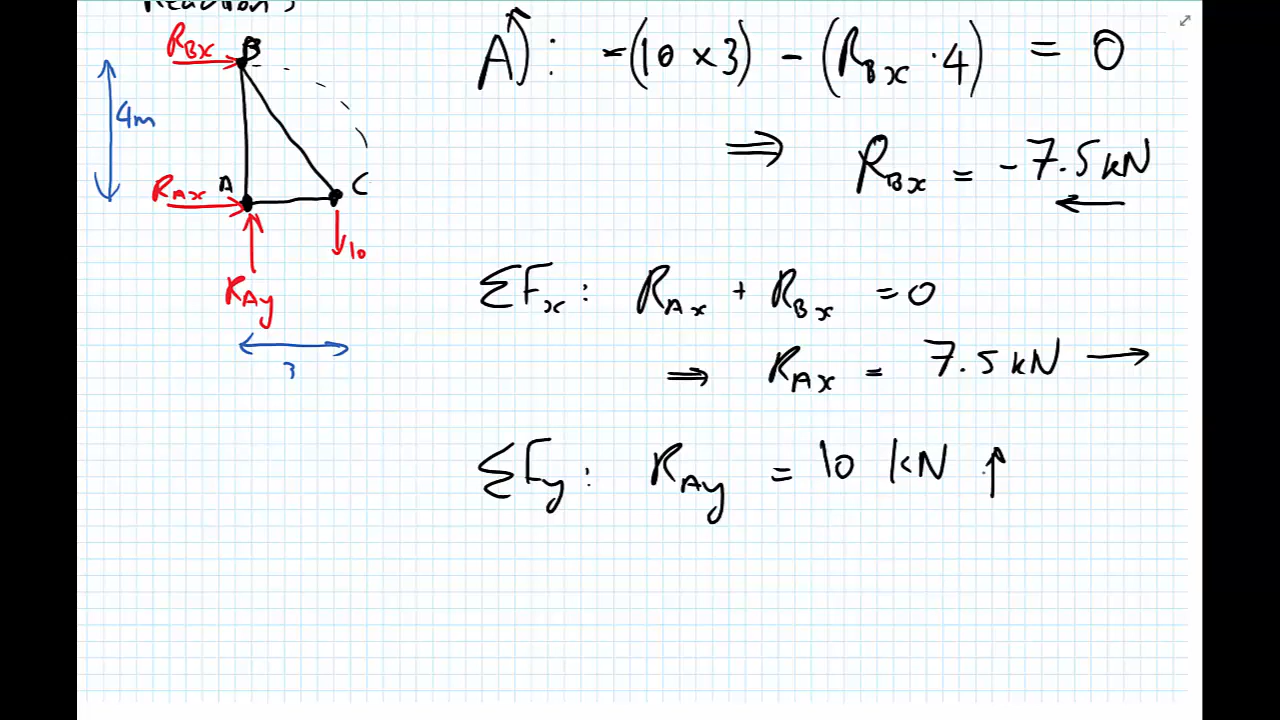 Reactions
R_Bx
B
4m
R_Ax
A
C
10
R_Ay
3
A): -(10 x 3) - (R_Bx · 4) = 0
⇒ R_Bx = -7.5 kN
←
ΣF_x: R_Ax + R_Bx = 0
⇒ R_Ax = 7.5 kN →
ΣF_y: R_Ay = 10 kN ↑